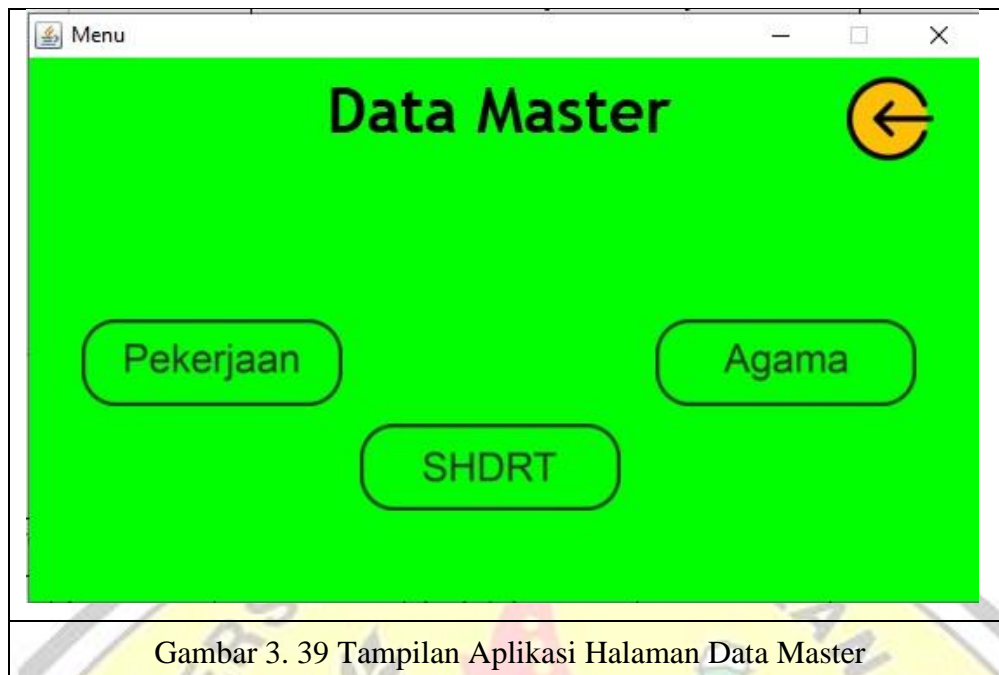 Menu
Data Master
Pekerjaan
Agama
SHDRT
Gambar 3. 39 Tampilan Aplikasi Halaman Data Master